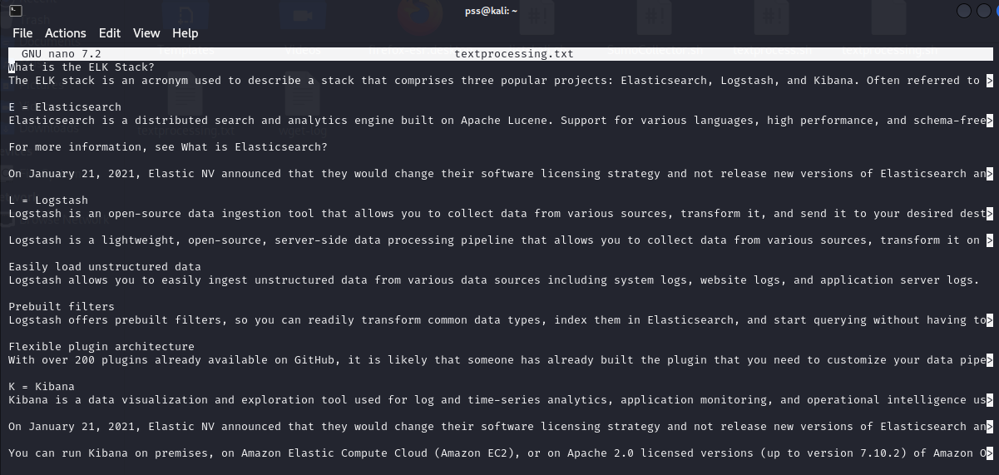 pss@kali: ~
File Actions Edit View Help
GNU nano 7.2 textprocessing.txt
What is the ELK Stack?
The ELK stack is an acronym used to describe a stack that comprises three popular projects: Elasticsearch, Logstash, and Kibana. Often referred to >
E = Elasticsearch
Elasticsearch is a distributed search and analytics engine built on Apache Lucene. Support for various languages, high performance, and schema-free>
For more information, see What is Elasticsearch?
On January 21, 2021, Elastic NV announced that they would change their software licensing strategy and not release new versions of Elasticsearch an>
L = Logstash
Logstash is an open-source data ingestion tool that allows you to collect data from various sources, transform it, and send it to your desired dest>
Logstash is a lightweight, open-source, server-side data processing pipeline that allows you to collect data from various sources, transform it on >
Easily load unstructured data
Logstash allows you to easily ingest unstructured data from various data sources including system logs, website logs, and application server logs.
Prebuilt filters
Logstash offers prebuilt filters, so you can readily transform common data types, index them in Elasticsearch, and start querying without having to>
Flexible plugin architecture
With over 200 plugins already available on GitHub, it is likely that someone has already built the plugin that you need to customize your data pipe>
K = Kibana
Kibana is a data visualization and exploration tool used for log and time-series analytics, application monitoring, and operational intelligence us>
On January 21, 2021, Elastic NV announced that they would change their software licensing strategy and not release new versions of Elasticsearch an>
You can run Kibana on premises, on Amazon Elastic Compute Cloud (Amazon EC2), or on Apache 2.0 licensed versions (up to version 7.10.2) of Amazon O>